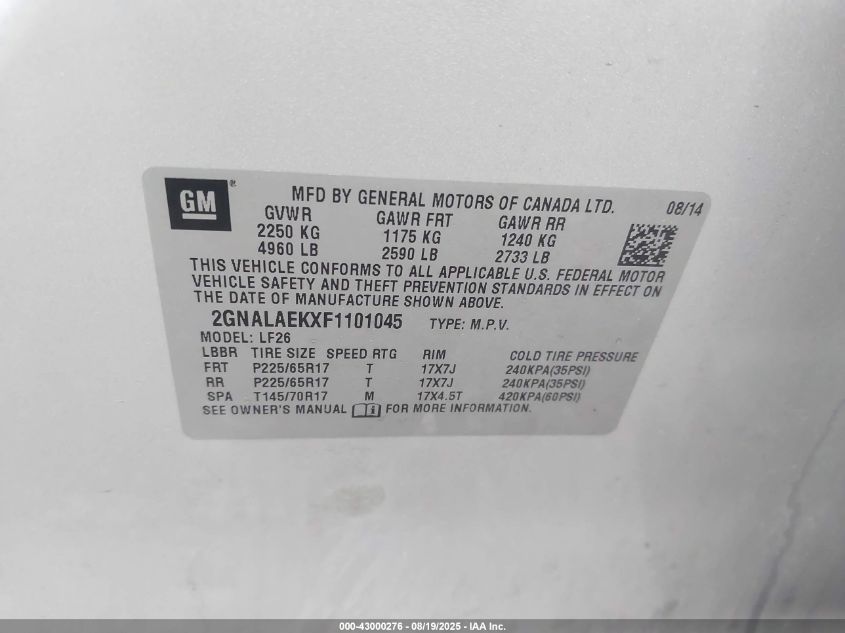 GM ®
MFD BY GENERAL MOTORS OF CANADA LTD. 08/14
GVWR GAWR FRT GAWR RR
2250 KG 1175 KG 1240 KG
4960 LB 2590 LB 2733 LB
THIS VEHICLE CONFORMS TO ALL APPLICABLE U.S. FEDERAL MOTOR
VEHICLE SAFETY AND THEFT PREVENTION STANDARDS IN EFFECT ON
THE DATE OF MANUFACTURE SHOWN ABOVE.
2GNALAEKXF1101045 TYPE: M.P.V.
MODEL: LF26
LBBR TIRE SIZE SPEED RTG RIM COLD TIRE PRESSURE
FRT P225/65R17 T 17X7J 240KPA(35PSI)
RR P225/65R17 T 17X7J 240KPA(35PSI)
SPA T145/70R17 M 17X4.5T 420KPA(60PSI)
SEE OWNER'S MANUAL FOR MORE INFORMATION.
000-43000276 - 08/19/2025 - IAA Inc.